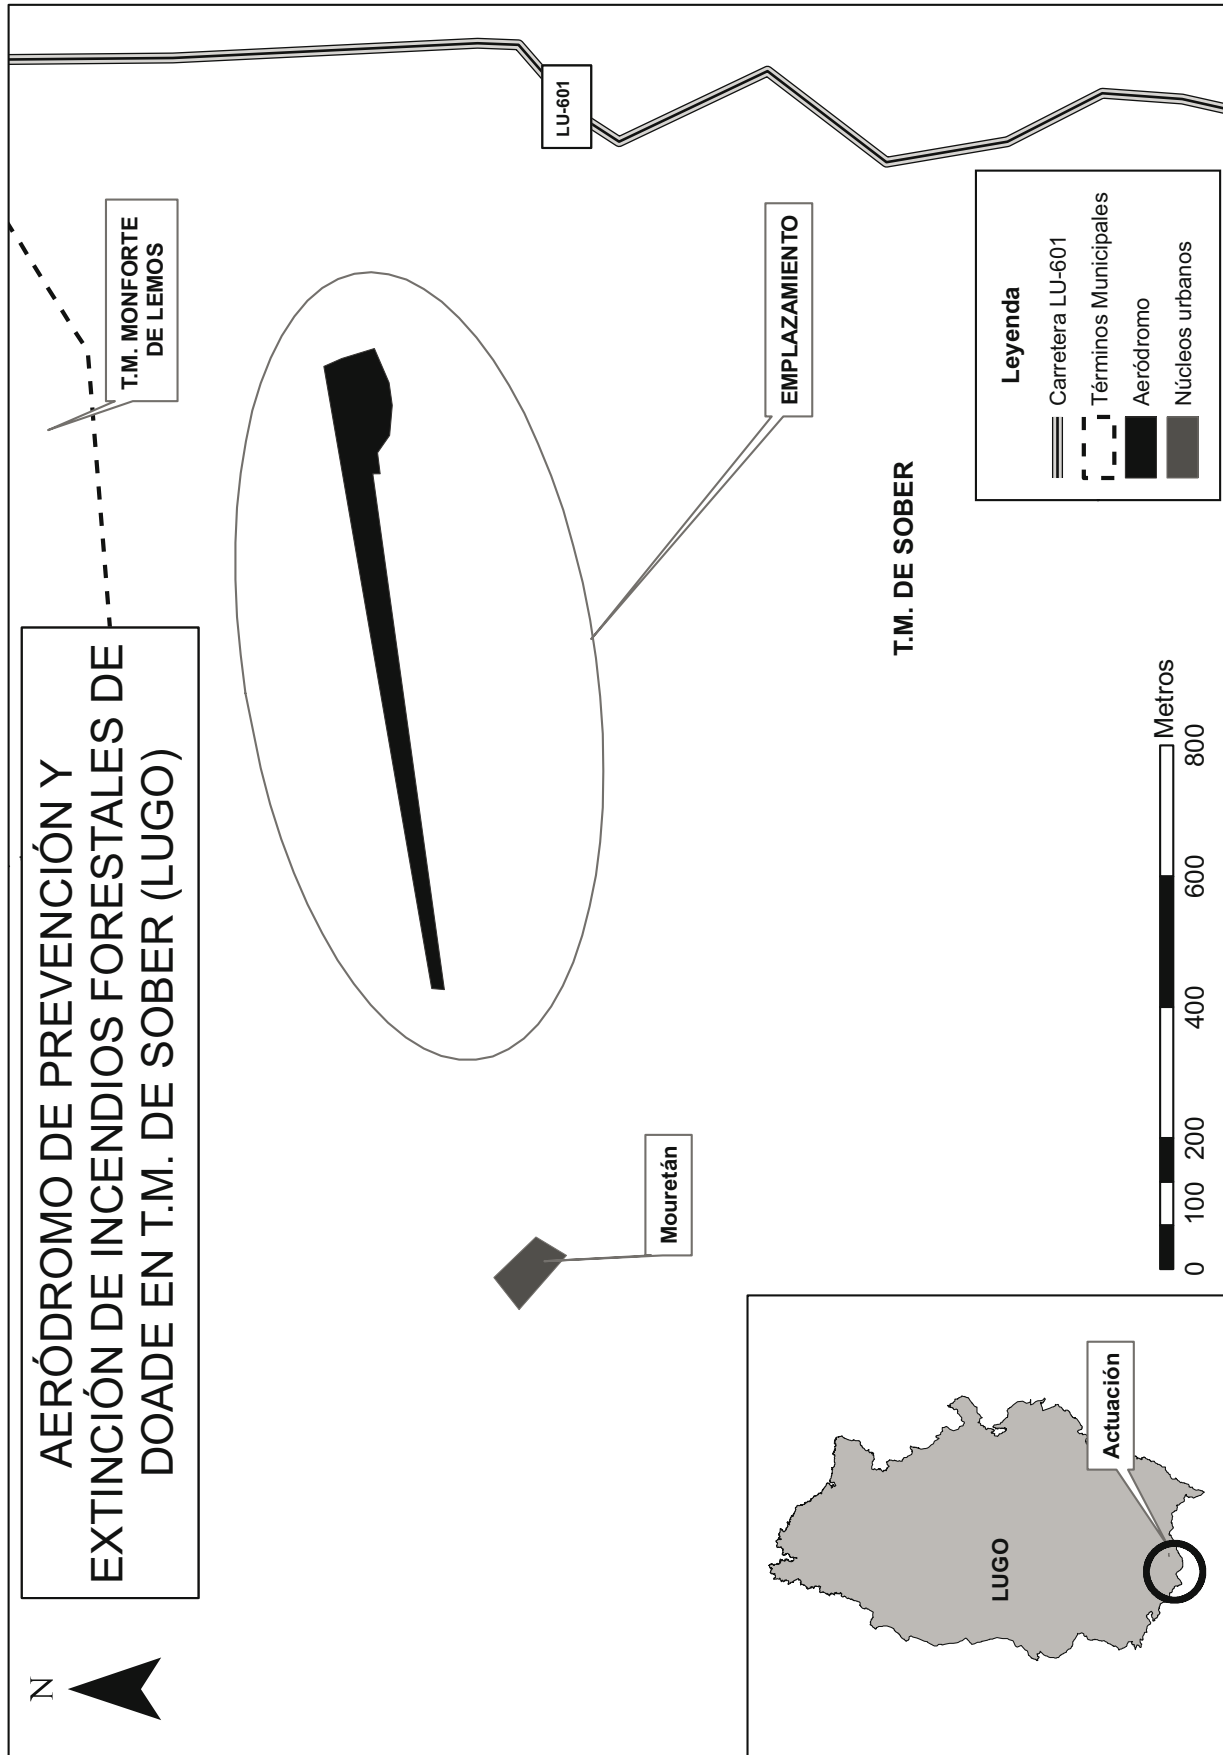 N
AERÓDROMO DE PREVENCIÓN Y
EXTINCIÓN DE INCENDIOS FORESTALES DE
DOADE EN T.M. DE SOBER (LUGO)
T.M. MONFORTE
DE LEMOS
LU-601
EMPLAZAMIENTO
Mouretán
T.M. DE SOBER
LUGO
Actuación
0 100 200 400 600 800
Metros
Leyenda
Carretera LU-601
Términos Municipales
Aeródromo
Núcleos urbanos